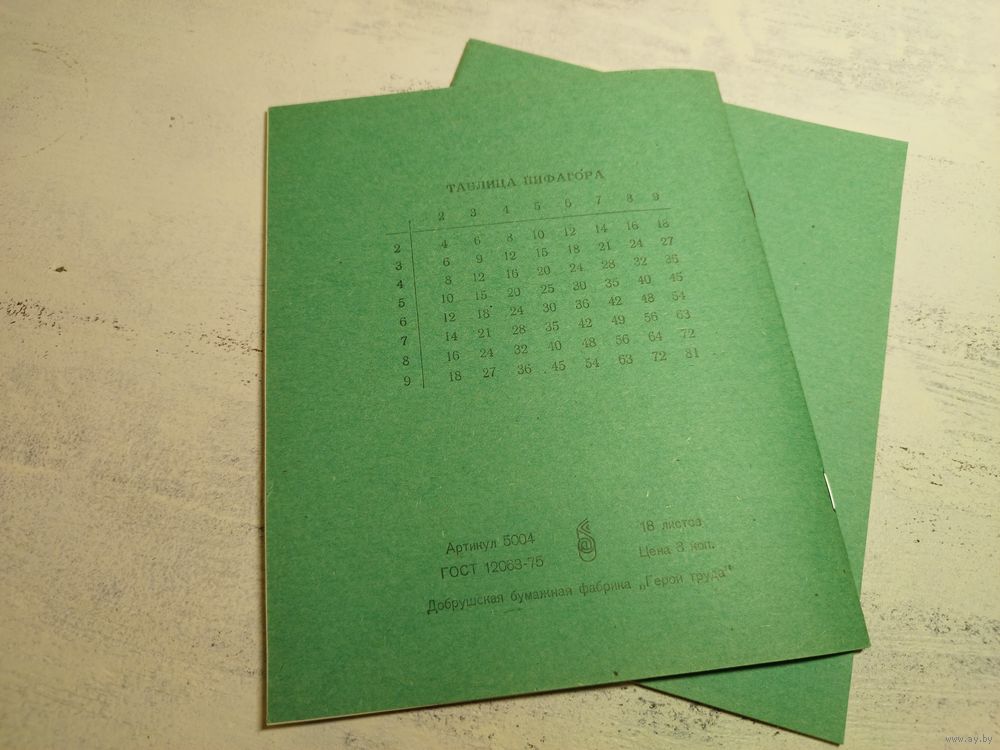 ТАБЛИЦА ПИФАГОРА
2 3 4 5 6 7 8 9
2 4 6 8 10 12 14 16 18
3 6 9 12 15 18 21 24 27
4 8 12 16 20 24 28 32 36
5 10 15 20 25 30 35 40 45
6 12 18 24 30 36 42 48 54
7 14 21 28 35 42 49 56 63
8 16 24 32 40 48 56 64 72
9 18 27 36 45 54 63 72 81
Артикул 5004 18 листов
ГОСТ 12063-75 Цена 3 коп.
Добрушская бумажная фабрика „Герой труда"
www.ay.by